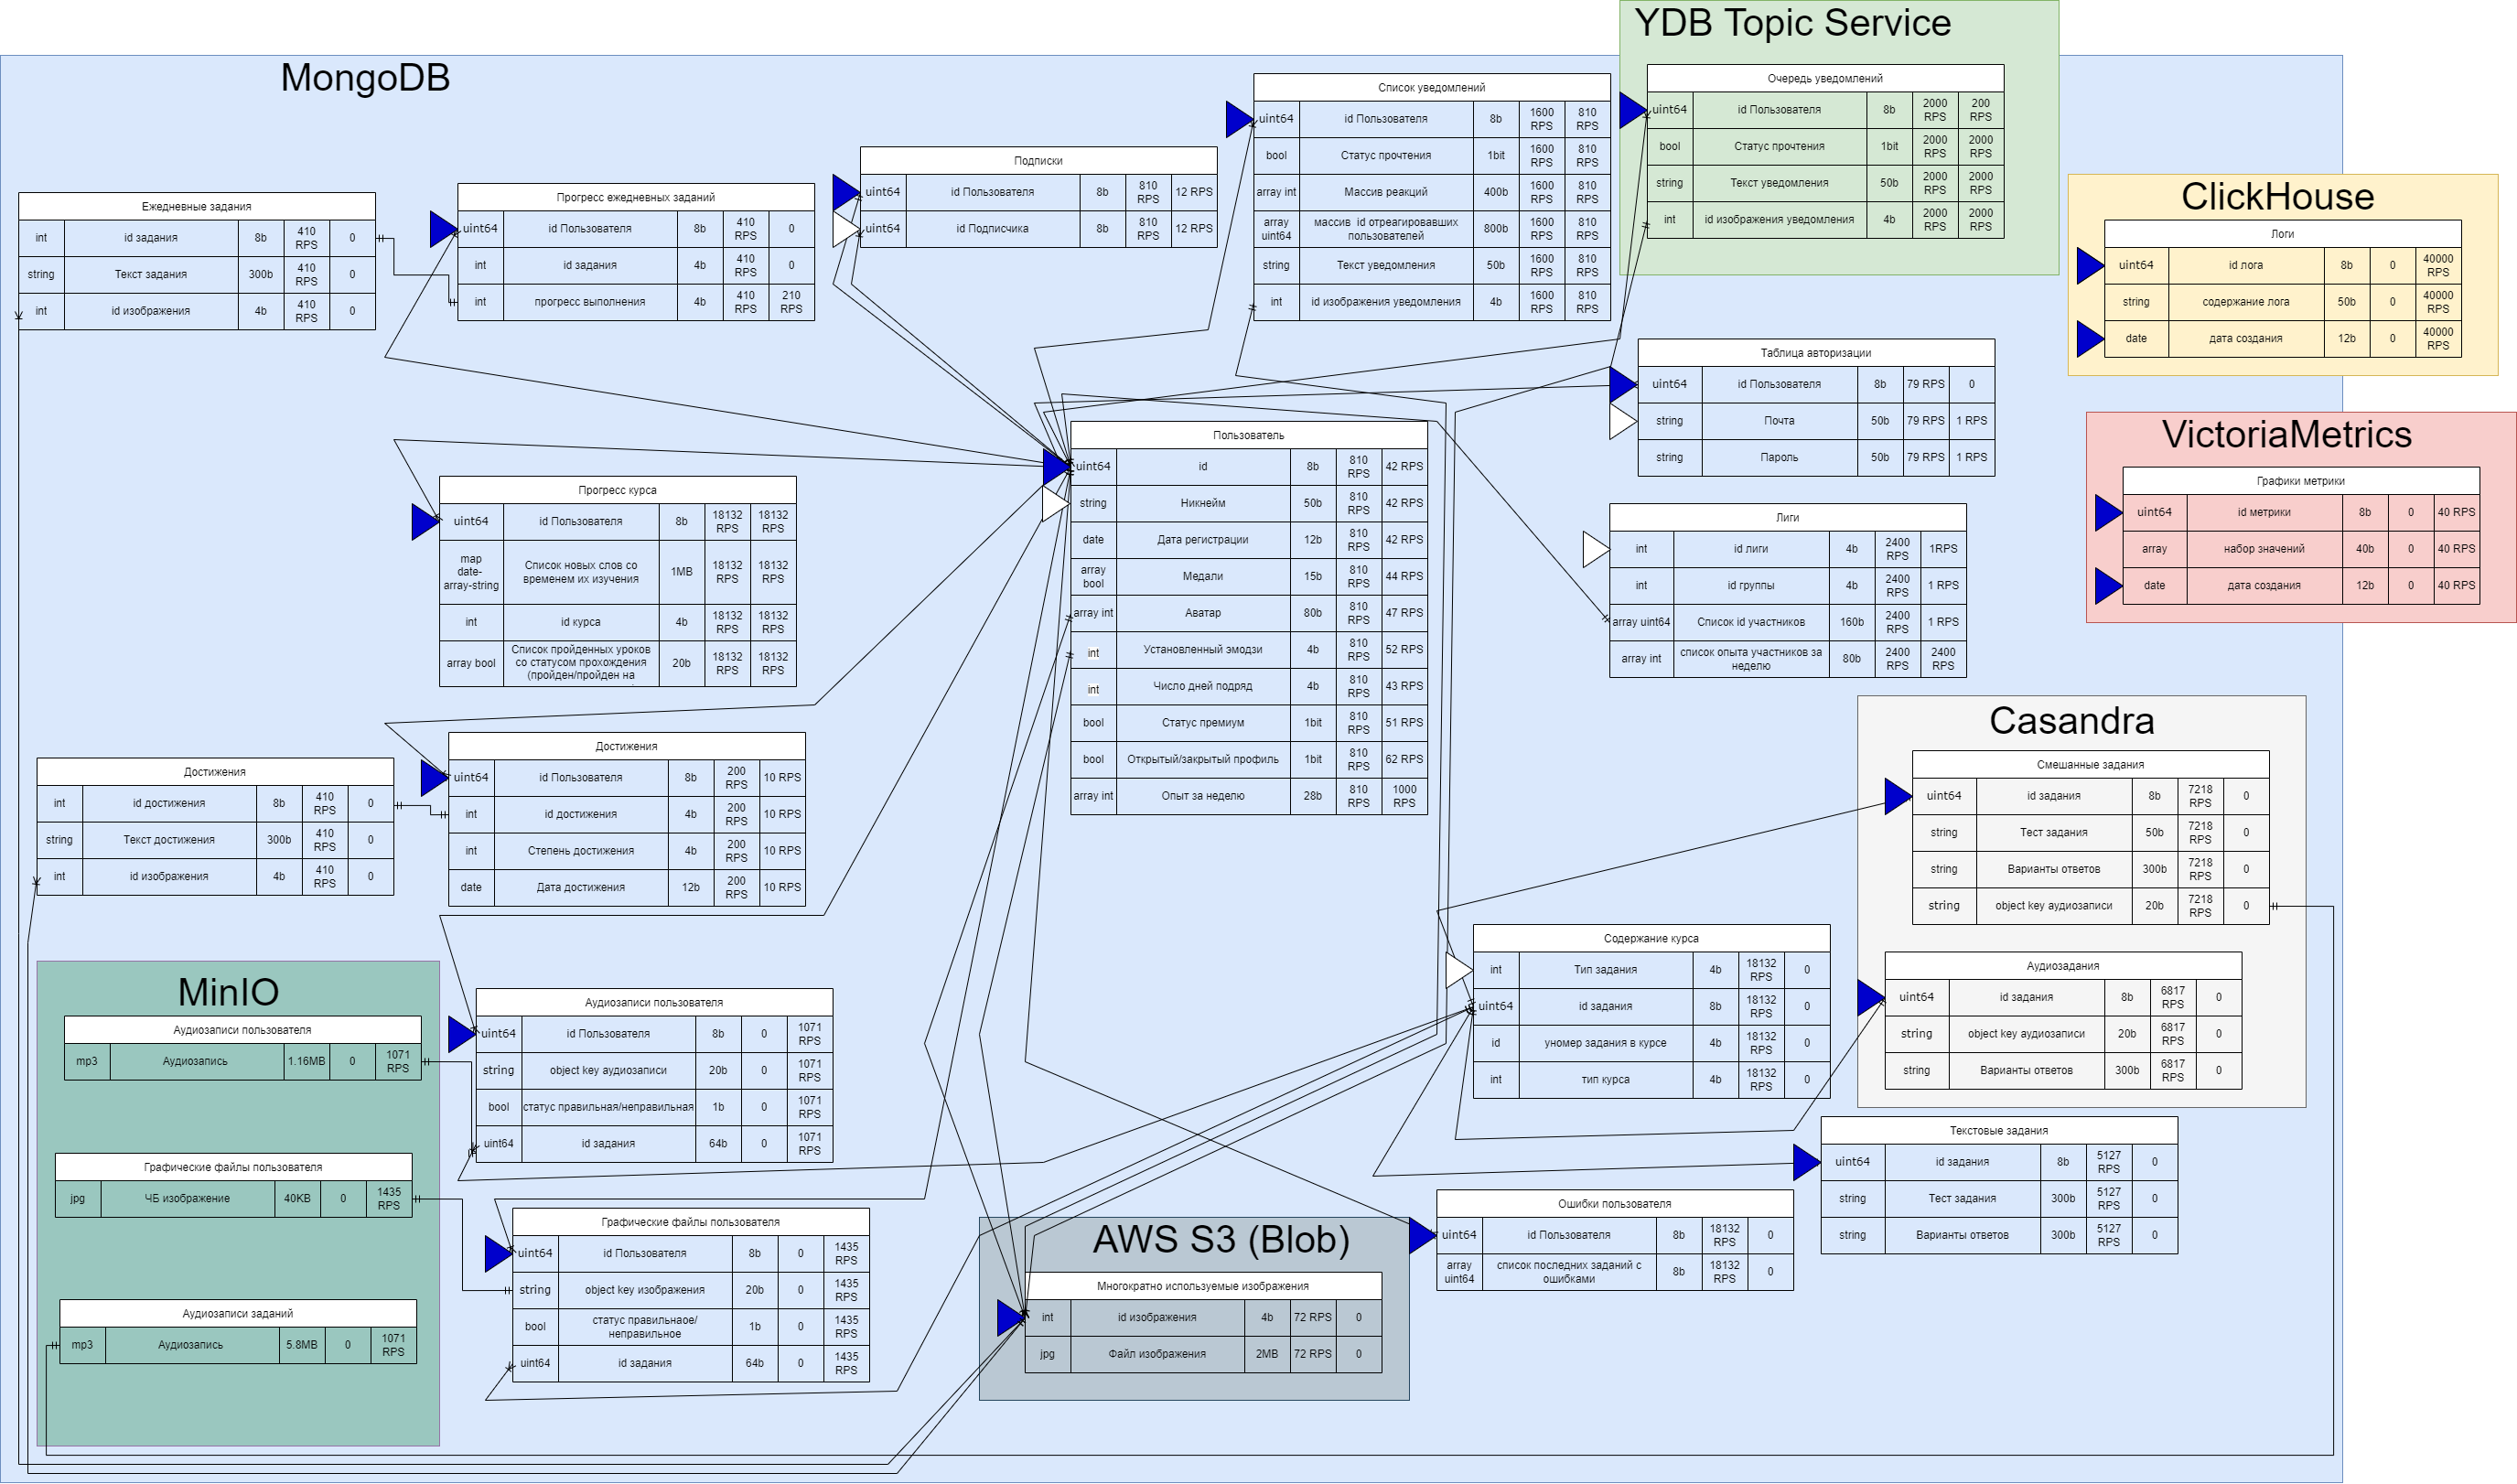 YDB Topic Service
MongoDB
Очередь уведомлений
uint64 id Пользователя 8b 2000 RPS 200 RPS
bool Статус прочтения 1bit 2000 RPS 2000 RPS
string Текст уведомления 50b 2000 RPS 2000 RPS
int id изображения уведомления 4b 2000 RPS 2000 RPS
Список уведомлений
uint64 id Пользователя 8b 1600 RPS 810 RPS
bool Статус прочтения 1bit 1600 RPS 810 RPS
array int Массив реакций 400b 1600 RPS 810 RPS
array uint64 массив id отреагировавших пользователей 800b 1600 RPS 810 RPS
string Текст уведомления 50b 1600 RPS 810 RPS
int id изображения уведомления 4b 1600 RPS 810 RPS
Подписки
uint64 id Пользователя 8b 810 RPS 12 RPS
uint64 id Подписчика 8b 810 RPS 12 RPS
Прогресс ежедневных заданий
uint64 id Пользователя 8b 410 RPS 0
int id задания 4b 410 RPS 0
int прогресс выполнения 4b 410 RPS 210 RPS
Ежедневные задания
int id задания 8b 410 RPS 0
string Текст задания 300b 410 RPS 0
int id изображения 4b 410 RPS 0
ClickHouse
Логи
uint64 id лога 8b 0 40000 RPS
string содержание лога 50b 0 40000 RPS
date дата создания 12b 0 40000 RPS
Таблица авторизации
uint64 id Пользователя 8b 79 RPS 0
string Почта 50b 79 RPS 1 RPS
string Пароль 50b 79 RPS 1 RPS
VictoriaMetrics
Графики метрики
uint64 id метрики 8b 0 40 RPS
array набор значений 40b 0 40 RPS
date дата создания 12b 0 40 RPS
Пользователь
uint64 id 8b 810 RPS 42 RPS
string Никнейм 50b 810 RPS 42 RPS
date Дата регистрации 12b 810 RPS 42 RPS
array bool Медали 15b 810 RPS 44 RPS
array int Аватар 80b 810 RPS 47 RPS
int Установленный эмодзи 4b 810 RPS 52 RPS
int Число дней подряд 4b 810 RPS 43 RPS
bool Статус премиум 1bit 810 RPS 51 RPS
bool Открытый/закрытый профиль 1bit 810 RPS 62 RPS
array int Опыт за неделю 28b 810 RPS 1000 RPS
Прогресс курса
uint64 id Пользователя 8b 18132 RPS 18132 RPS
map date-array-string Список новых слов со временем их изучения 1MB 18132 RPS 18132 RPS
int id курса 4b 18132 RPS 18132 RPS
array bool Список пройденных уроков со статусом прохождения (пройден/пройден на 20b 18132 RPS 18132 RPS
Лиги
int id лиги 4b 2400 RPS 1RPS
int id группы 4b 2400 RPS 1 RPS
array uint64 Список id участников 160b 2400 RPS 1 RPS
array int список опыта участников за неделю 80b 2400 RPS 2400 RPS
Casandra
Смешанные задания
uint64 id задания 8b 7218 RPS 0
string Тест задания 50b 7218 RPS 0
string Варианты ответов 300b 7218 RPS 0
string object key аудиозаписи 20b 7218 RPS 0
Аудиозадания
uint64 id задания 8b 6817 RPS 0
string object key аудиозаписи 20b 6817 RPS 0
string Варианты ответов 300b 6817 RPS 0
Достижения
uint64 id Пользователя 8b 200 RPS 10 RPS
int id достижения 4b 200 RPS 10 RPS
int Степень достижения 4b 200 RPS 10 RPS
date Дата достижения 12b 200 RPS 10 RPS
Достижения
int id достижения 8b 410 RPS 0
string Текст достижения 300b 410 RPS 0
int id изображения 4b 410 RPS 0
Содержание курса
int Тип задания 4b 18132 RPS 0
uint64 id задания 8b 18132 RPS 0
id уномер задания в курсе 4b 18132 RPS 0
int тип курса 4b 18132 RPS 0
MinIO
Аудиозаписи пользователя
mp3 Аудиозапись 1.16MB 0 1071 RPS
Графические файлы пользователя
jpg ЧБ изображение 40KB 0 1435 RPS
Аудиозаписи заданий
mp3 Аудиозапись 5.8MB 0 1071 RPS
Аудиозаписи пользователя
uint64 id Пользователя 8b 0 1071 RPS
string object key аудиозаписи 20b 0 1071 RPS
bool статус правильная/неправильная 1b 0 1071 RPS
uint64 id задания 64b 0 1071 RPS
Графические файлы пользователя
uint64 id Пользователя 8b 0 1435 RPS
string object key изображения 20b 0 1435 RPS
bool статус правильнаое/неправильное 1b 0 1435 RPS
uint64 id задания 64b 0 1435 RPS
Текстовые задания
uint64 id задания 8b 5127 RPS 0
string Тест задания 300b 5127 RPS 0
string Варианты ответов 300b 5127 RPS 0
Ошибки пользователя
uint64 id Пользователя 8b 18132 RPS 0
array uint64 список последних заданий с ошибками 8b 18132 RPS 0
AWS S3 (Blob)
Многократно используемые изображения
int id изображения 4b 72 RPS 0
jpg Файл изображения 2MB 72 RPS 0